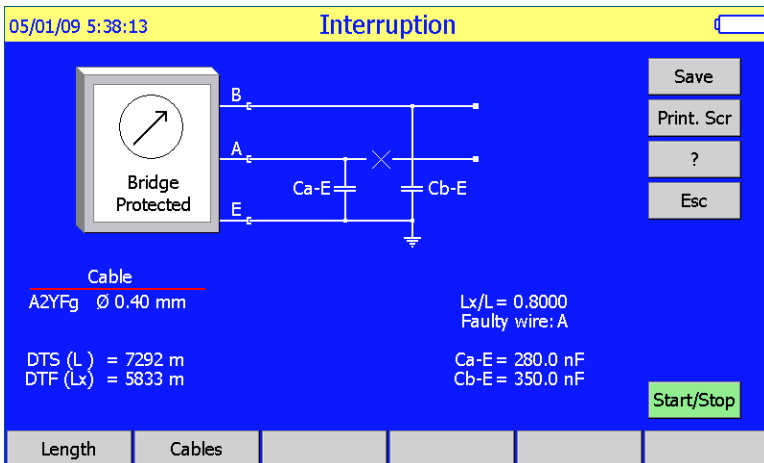 05/01/09 5:38:13
Interruption
B
A
E
Bridge
Protected
Ca-E
Cb-E
Save
Print. Scr
?
Esc
Cable
A2YFg Ø 0.40 mm
Lx/L = 0.8000
Faulty wire: A
DTS (L ) = 7292 m
DTF (Lx) = 5833 m
Ca-E = 280.0 nF
Cb-E = 350.0 nF
Start/Stop
Length
Cables